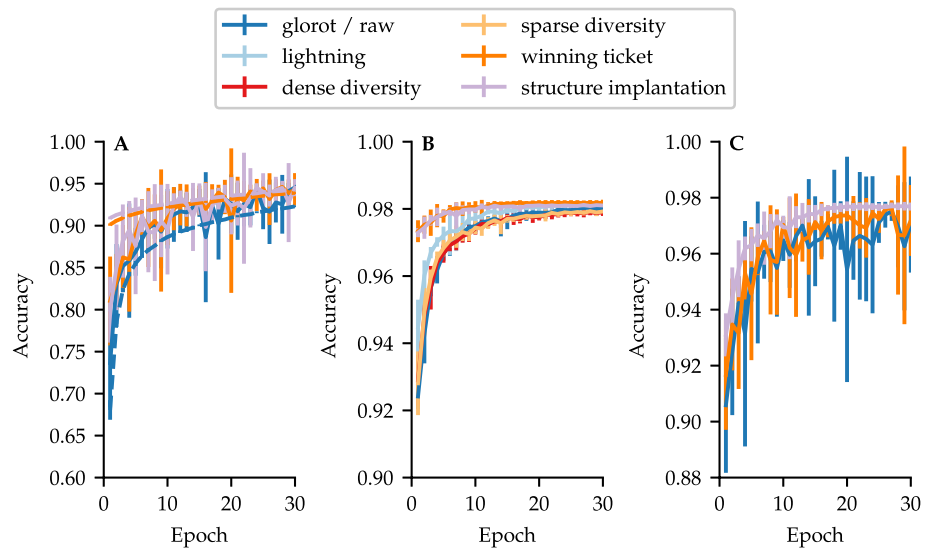 glorot / raw
lightning
dense diversity
sparse diversity
winning ticket
structure implantation
A
1.00
0.95
0.90
0.85
0.80
0.75
0.70
0.65
0.60
Accuracy
0 10 20 30
Epoch
B
1.00
0.98
0.96
0.94
0.92
0.90
Accuracy
0 10 20 30
Epoch
C
1.00
0.98
0.96
0.94
0.92
0.90
0.88
Accuracy
0 10 20 30
Epoch